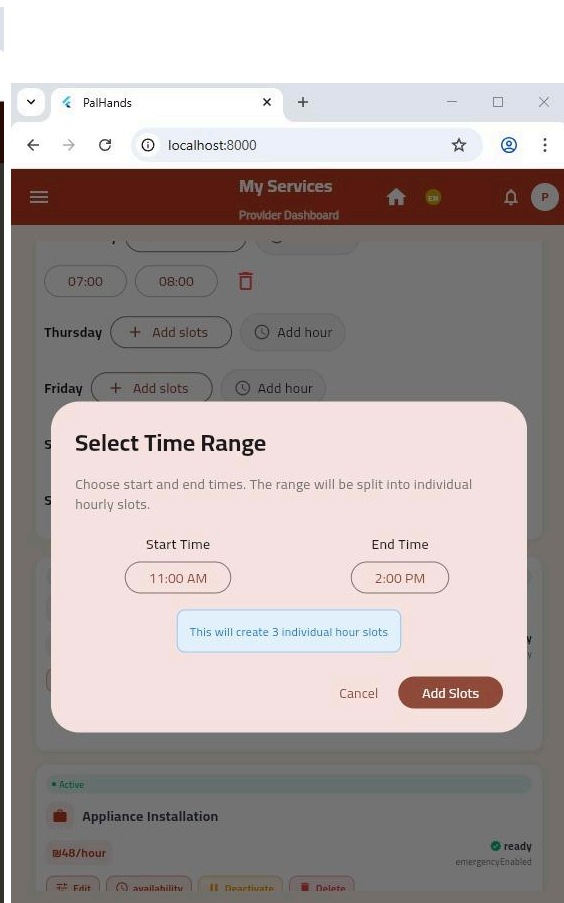 PalHands
localhost:8000
My Services
EN
P
Provider Dashboard
07:00 08:00
Thursday + Add slots Add hour
Friday + Add slots Add hour
S
Select Time Range
Choose start and end times. The range will be split into individual
hourly slots.
Start Time End Time
11:00 AM 2:00 PM
This will create 3 individual hour slots
Cancel Add Slots
S
y
y
• Active
Appliance Installation
₪48/hour
ready
emergencyEnabled
Edit availability Deactivate Delete